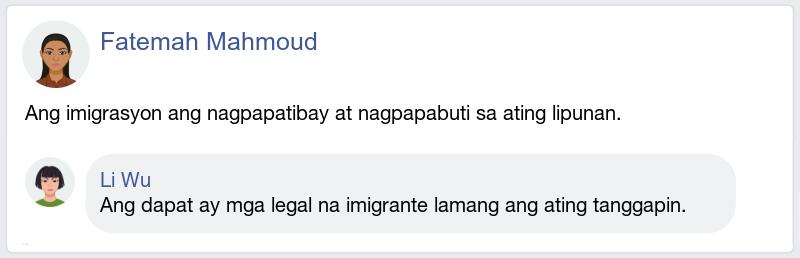 Fatemah Mahmoud
Ang imigrasyon ang nagpapatibay at nagpapabuti sa ating lipunan.
Li Wu
Ang dapat ay mga legal na imigrante lamang ang ating tanggapin.